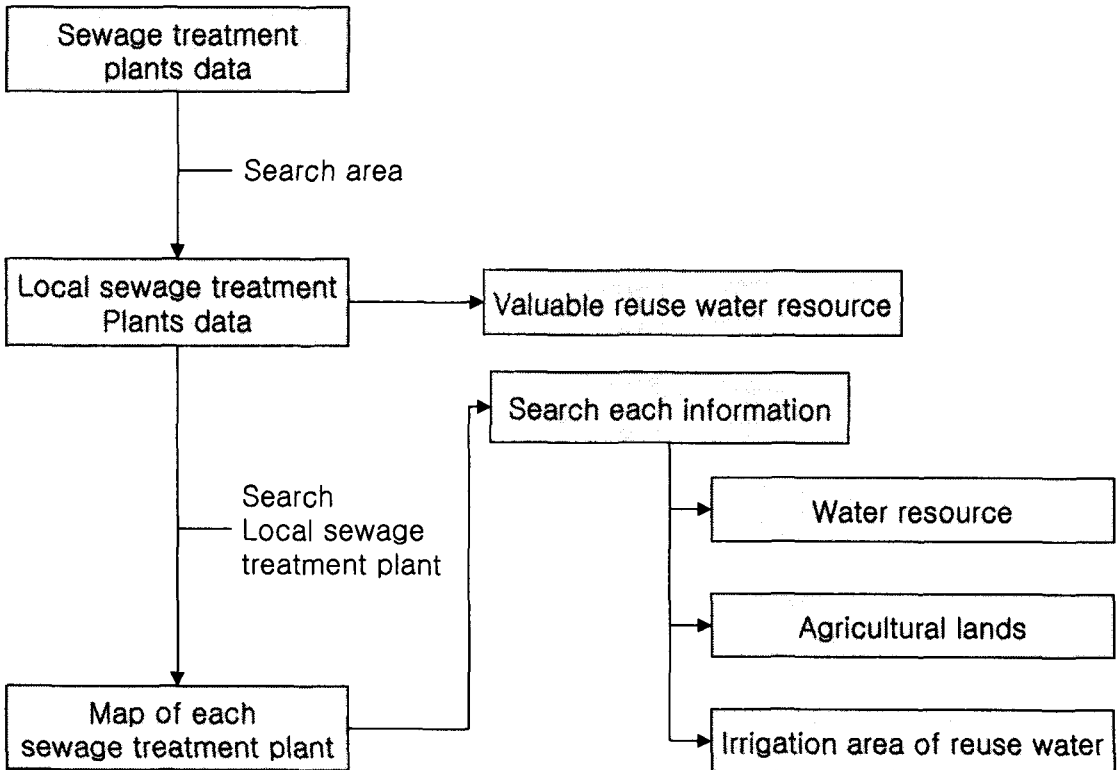 Sewage treatment
plants data
Search area
Local sewage treatment
Plants data
Valuable reuse water resource
Search each information
Search
Local sewage
treatment plant
Water resource
Agricultural lands
Map of each
sewage treatment plant
Irrigation area of reuse water